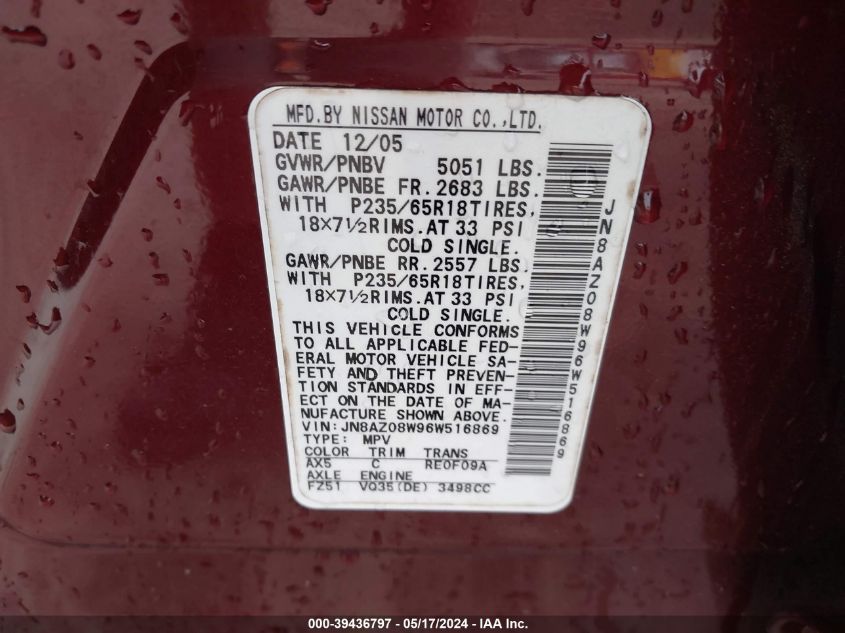 MFD.BY NISSAN MOTOR CO.,LTD.
DATE 12/05
GVWR/PNBV 5051 LBS.
GAWR/PNBE FR.2683 LBS.
WITH P235/65R18TIRES,
18×7½RIMS.AT 33 PSI
COLD SINGLE.
GAWR/PNBE RR.2557 LBS.
WITH P235/65R18TIRES,
18×7½RIMS.AT 33 PSI
COLD SINGLE.
THIS VEHICLE CONFORMS
TO ALL APPLICABLE FED-
ERAL MOTOR VEHICLE SA-
FETY AND THEFT PREVEN-
TION STANDARDS IN EFF-
ECT ON THE DATE OF MA-
NUFACTURE SHOWN ABOVE.
VIN:JN8AZ08W96W516869
TYPE: MPV
COLOR TRIM TRANS
AX5 C RE0F09A
AXLE ENGINE
FZ51 VQ35(DE) 3498CC
JN8AZ08W96W516869
000-39436797 - 05/17/2024 - IAA Inc.